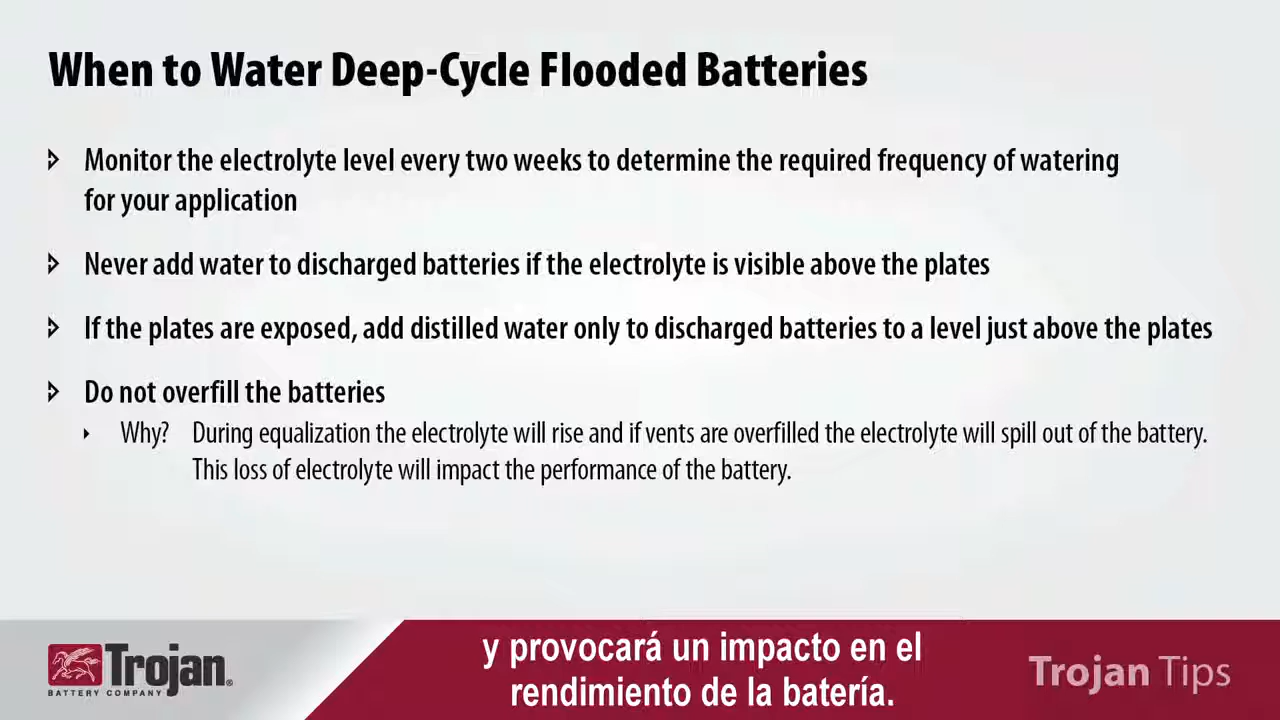 When to Water Deep-Cycle Flooded Batteries
Monitor the electrolyte level every two weeks to determine the required frequency of watering
for your application
Never add water to discharged batteries if the electrolyte is visible above the plates
If the plates are exposed, add distilled water only to discharged batteries to a level just above the plates
Do not overfill the batteries
Why? During equalization the electrolyte will rise and if vents are overfilled the electrolyte will spill out of the battery.
This loss of electrolyte will impact the performance of the battery.
Trojan®
BATTERY COMPANY
y provocará un impacto en el
rendimiento de la batería.
Trojan Tips